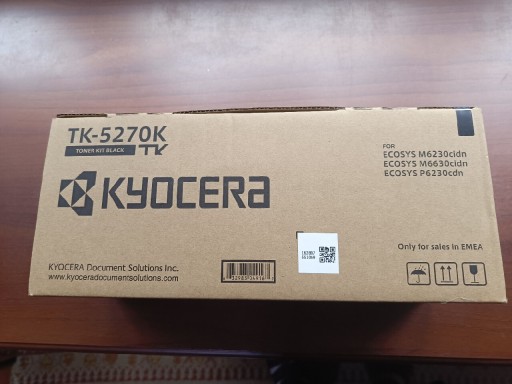 TK-5270K
TONER KIT BLACK
TK
KYOCERA
FOR
ECOSYS M6230cidn
ECOSYS M6630cidn
ECOSYS P6230cdn
Only for sales in EMEA
KYOCERA Document Solutions Inc.
www.kyoceradocumentsolutions.com